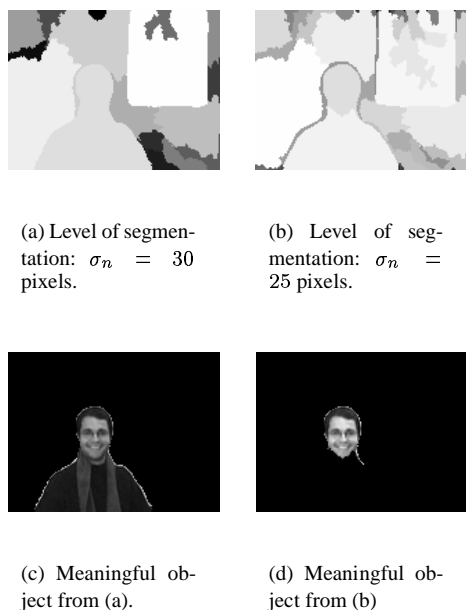 (a) Level of segmen-
tation: σₙ = 30
pixels.
(b) Level of seg-
mentation: σₙ =
25 pixels.
(c) Meaningful ob-
ject from (a).
(d) Meaningful ob-
ject from (b)